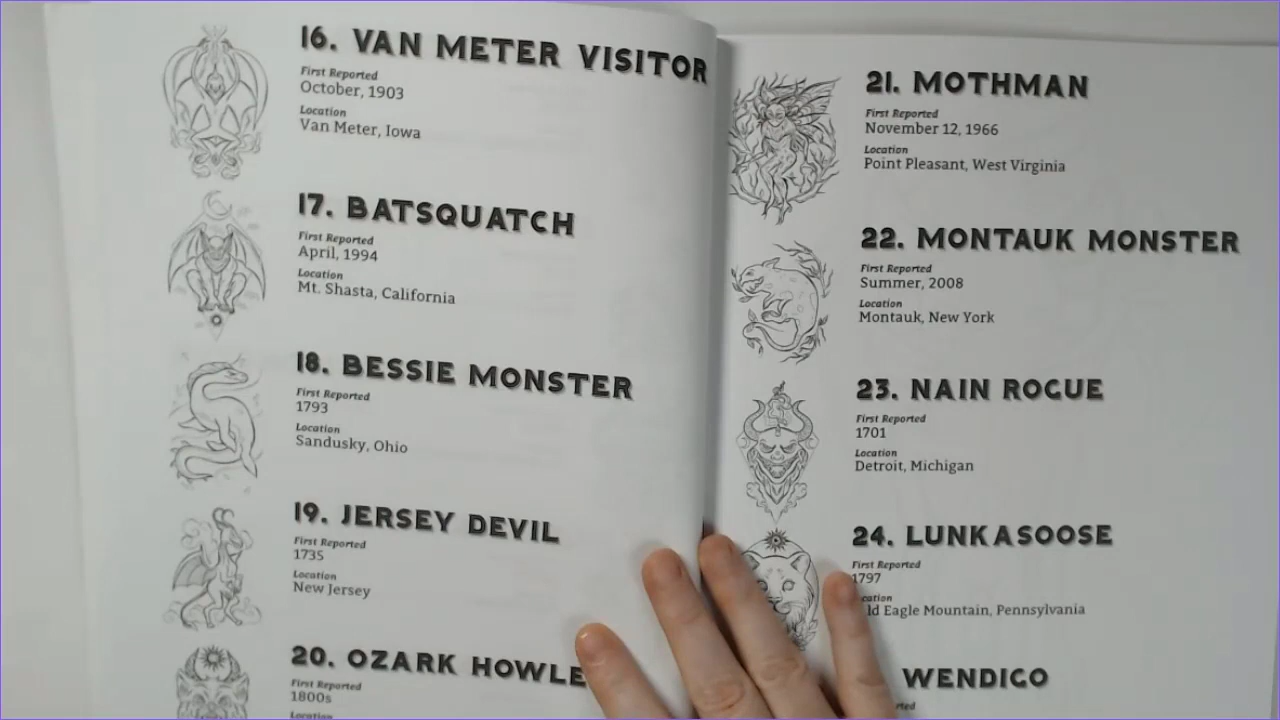 16. VAN METER VISITOR
First Reported
October, 1903
Location
Van Meter, Iowa
17. BATSQUATCH
First Reported
April, 1994
Location
Mt. Shasta, California
18. BESSIE MONSTER
First Reported
1793
Location
Sandusky, Ohio
19. JERSEY DEVIL
First Reported
1735
Location
New Jersey
20. OZARK HOWLE
First Reported
1800s
Location
21. MOTHMAN
First Reported
November 12, 1966
Location
Point Pleasant, West Virginia
22. MONTAUK MONSTER
First Reported
Summer, 2008
Location
Montauk, New York
23. NAIN ROGUE
First Reported
1701
Location
Detroit, Michigan
24. LUNKASOOSE
First Reported
1797
cation
ld Eagle Mountain, Pennsylvania
WENDIGO
rted